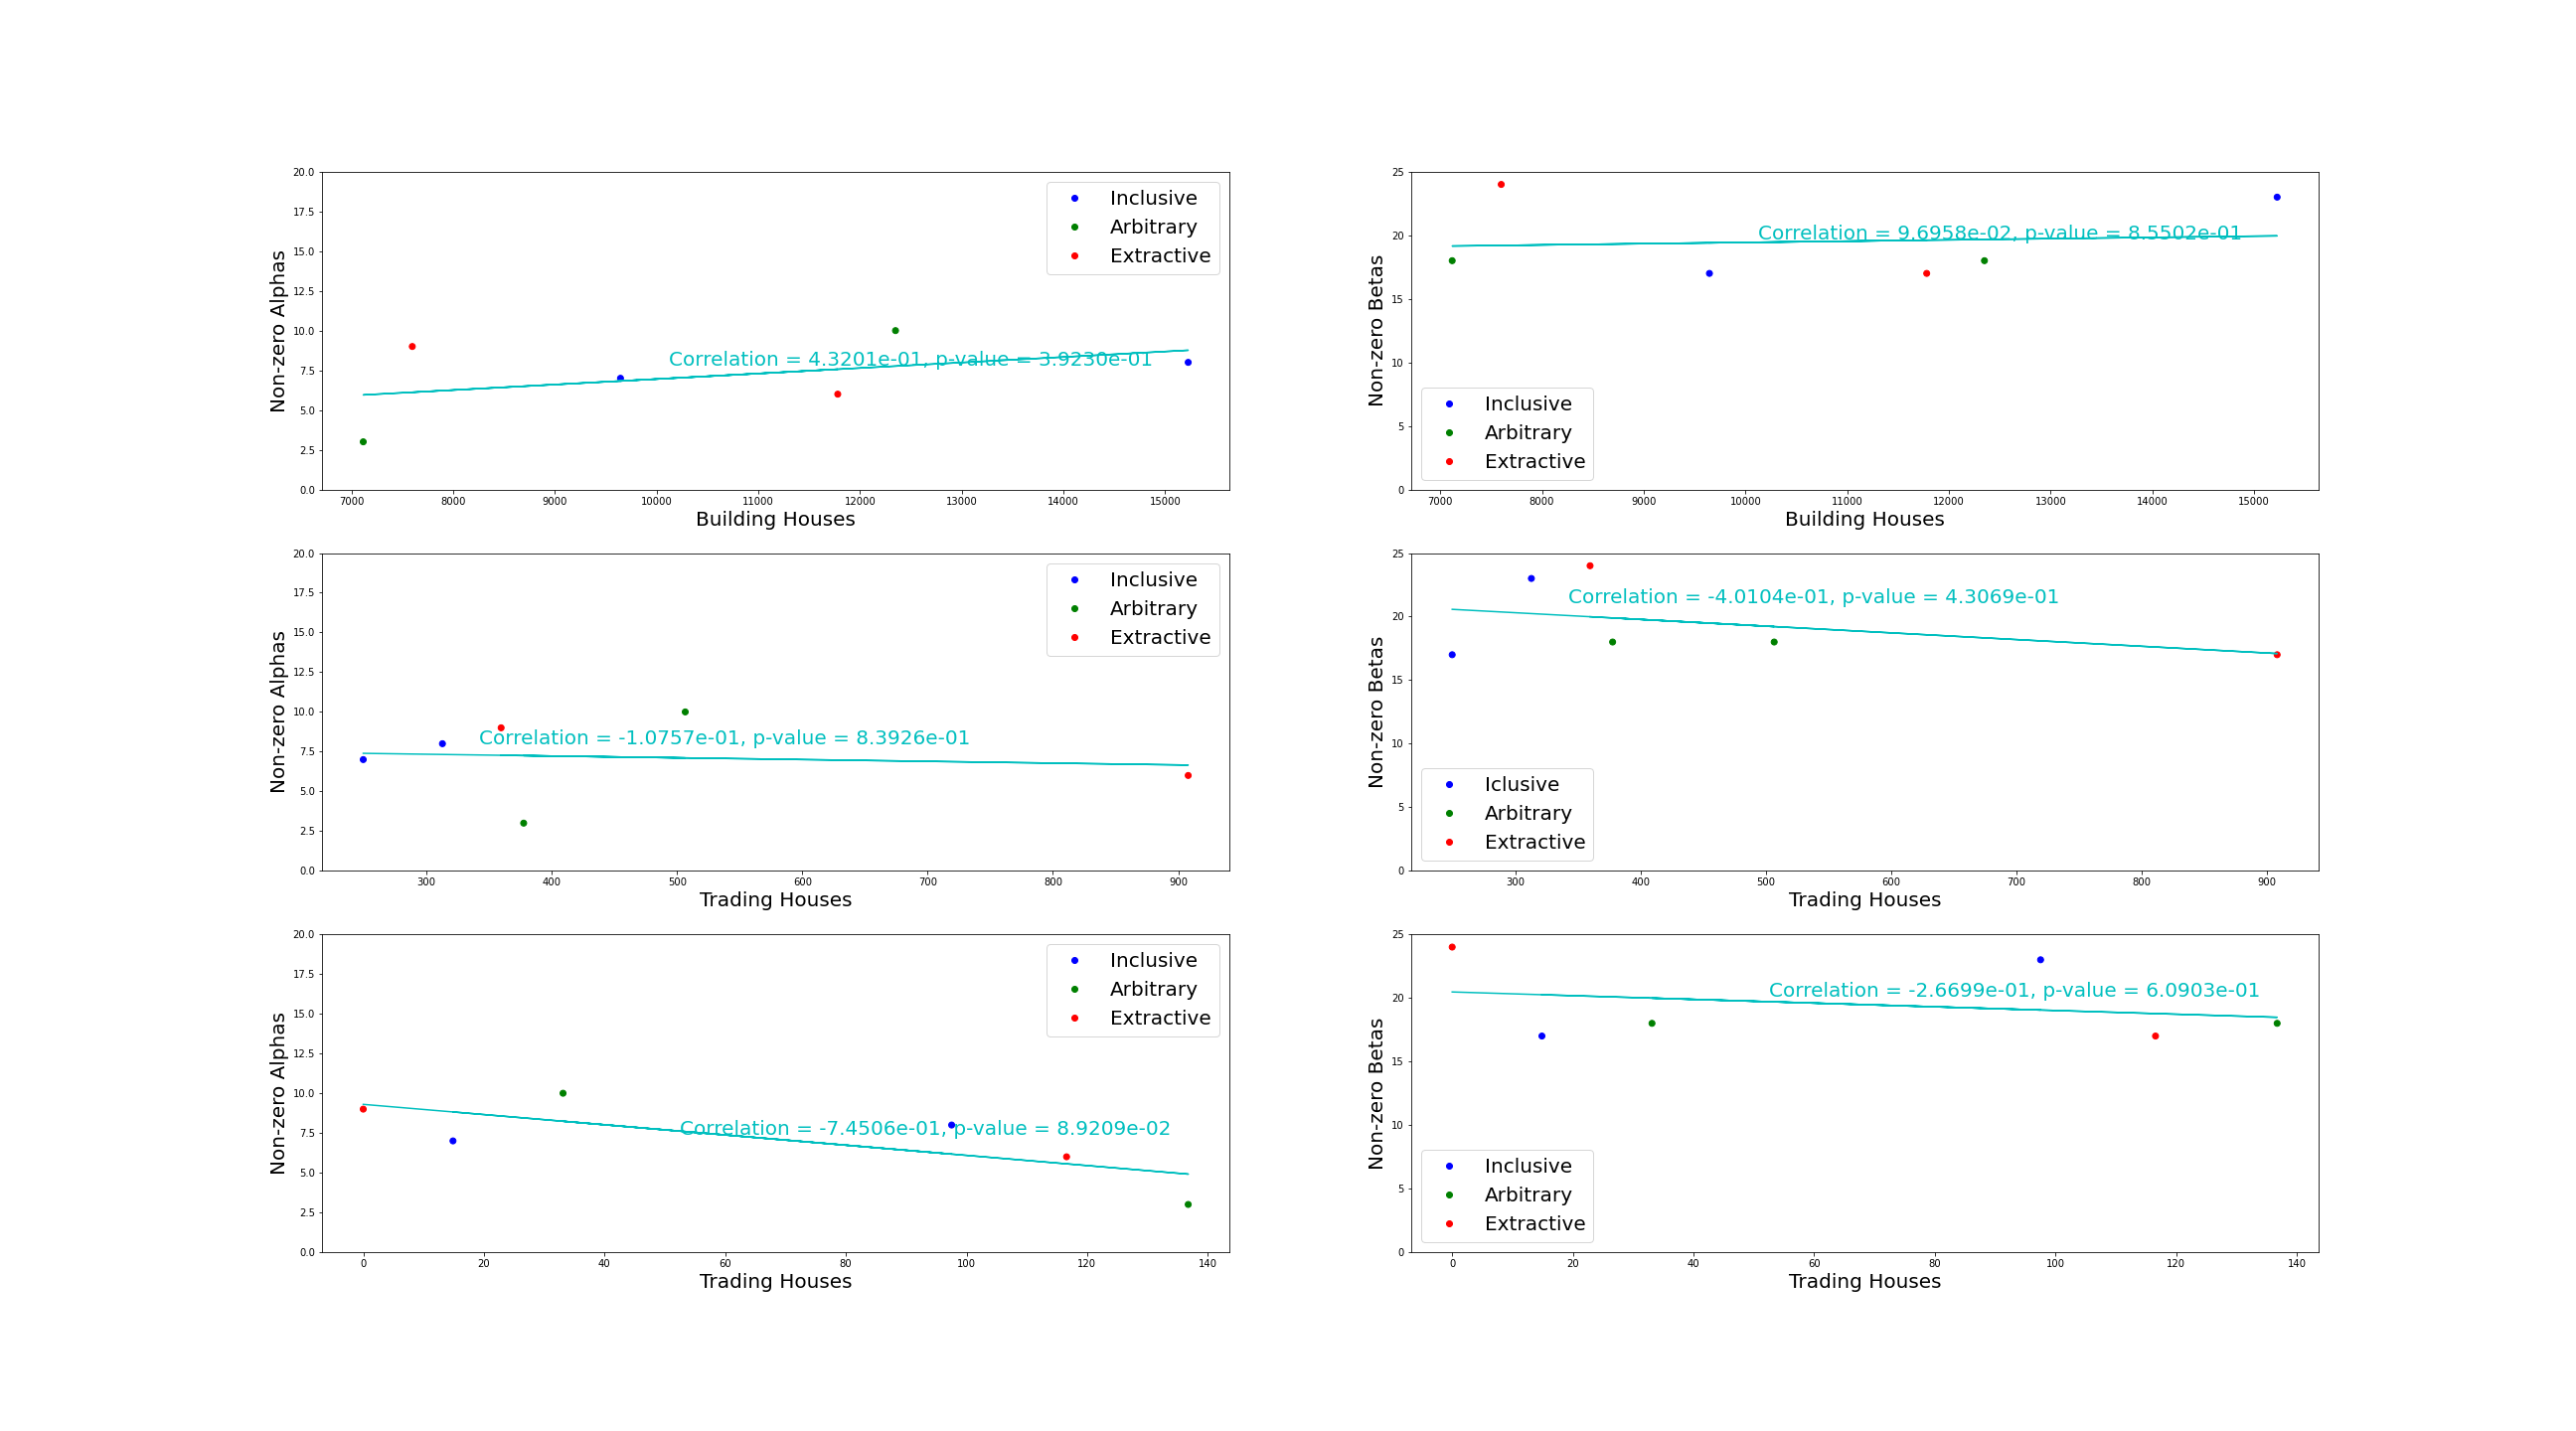 20.0
17.5
15.0
12.5
10.0
7.5
5.0
2.5
0.0
Non-zero Alphas
Inclusive
Arbitrary
Extractive
Correlation = 4.3201e-01, p-value = 3.9230e-01
7000 8000 9000 10000 11000 12000 13000 14000 15000
Building Houses
25
20
15
10
5
0
Non-zero Betas
Correlation = 9.6958e-02, p-value = 8.5502e-01
Inclusive
Arbitrary
Extractive
7000 8000 9000 10000 11000 12000 13000 14000 15000
Building Houses
20.0
17.5
15.0
12.5
10.0
7.5
5.0
2.5
0.0
Non-zero Alphas
Inclusive
Arbitrary
Extractive
Correlation = -1.0757e-01, p-value = 8.3926e-01
300 400 500 600 700 800 900
Trading Houses
25
20
15
10
5
0
Non-zero Betas
Correlation = -4.0104e-01, p-value = 4.3069e-01
Iclusive
Arbitrary
Extractive
300 400 500 600 700 800 900
Trading Houses
20.0
17.5
15.0
12.5
10.0
7.5
5.0
2.5
0.0
Non-zero Alphas
Inclusive
Arbitrary
Extractive
Correlation = -7.4506e-01, p-value = 8.9209e-02
0 20 40 60 80 100 120 140
Trading Houses
25
20
15
10
5
0
Non-zero Betas
Correlation = -2.6699e-01, p-value = 6.0903e-01
Inclusive
Arbitrary
Extractive
0 20 40 60 80 100 120 140
Trading Houses